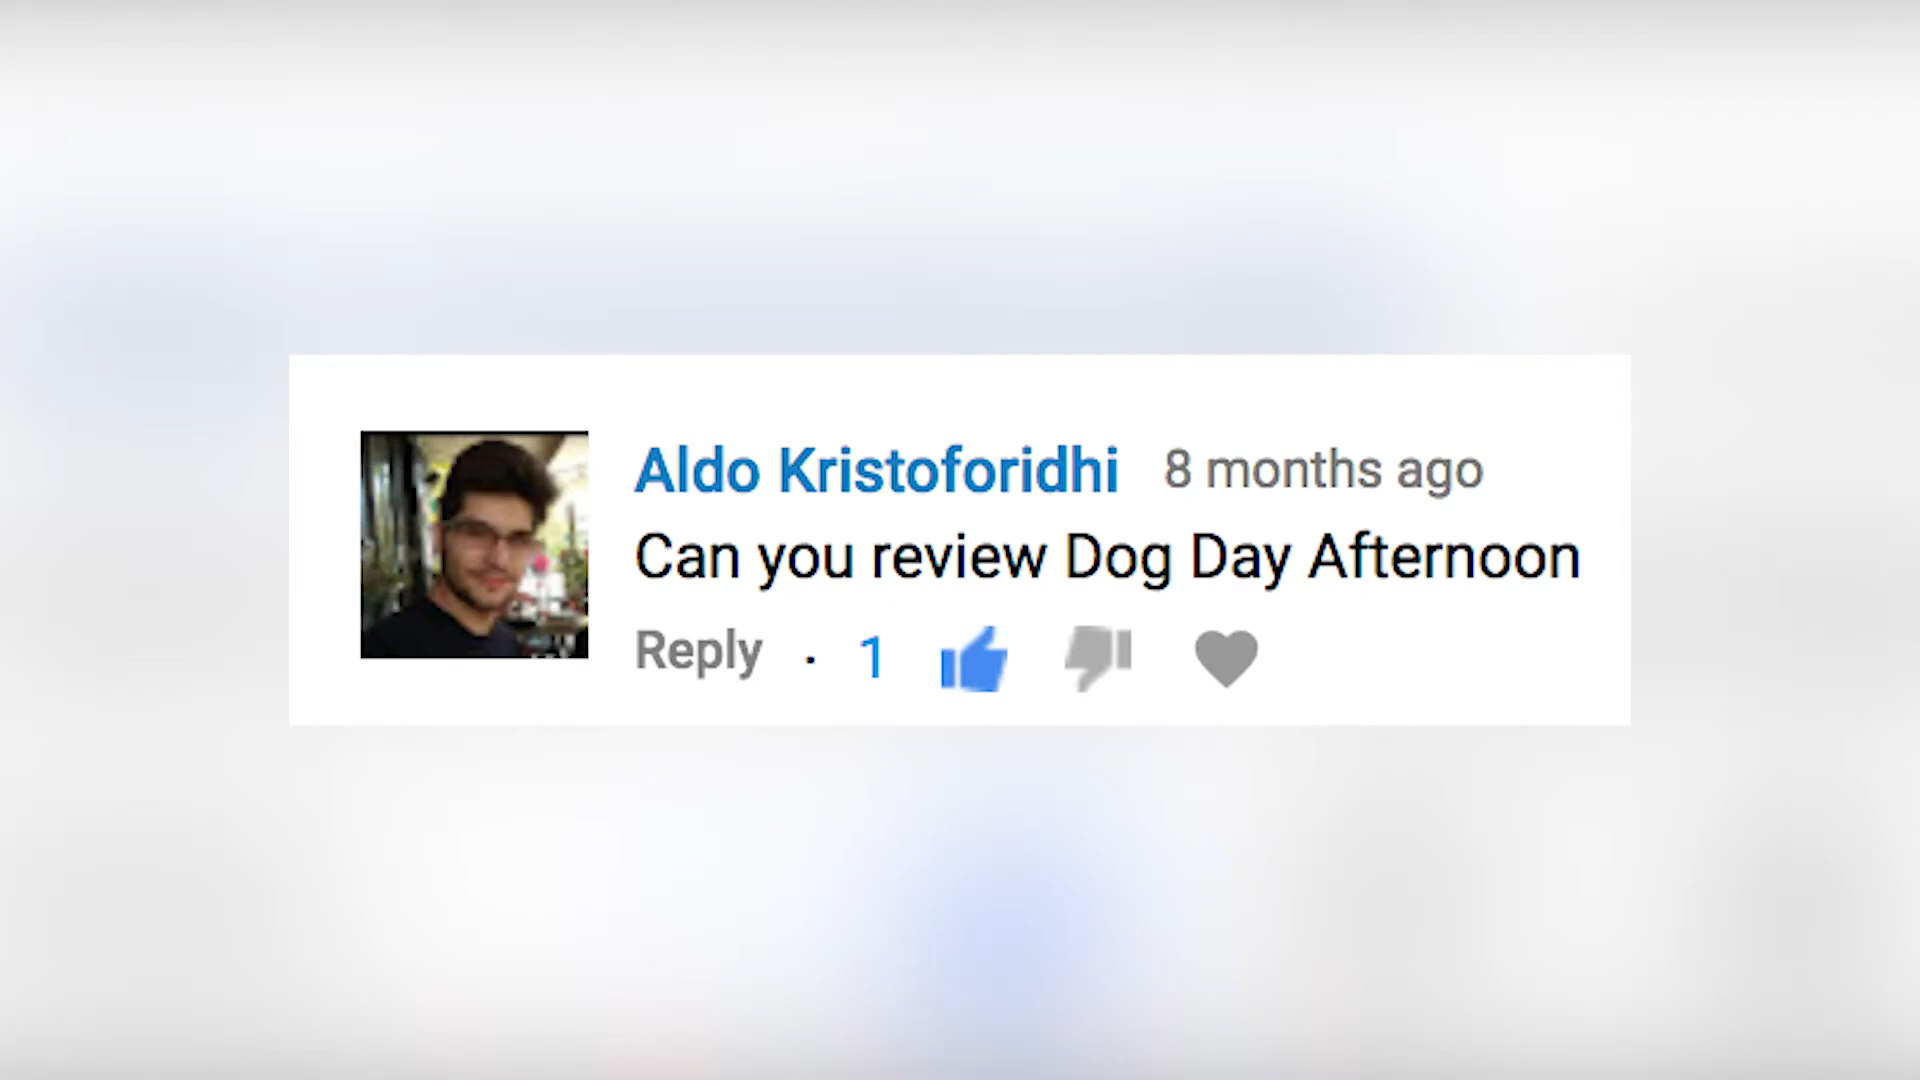 Aldo Kristoforidhi 8 months ago
Can you review Dog Day Afternoon
Reply · 1